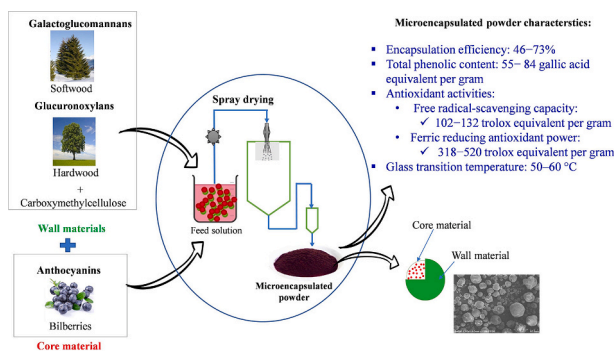 Galactoglucomannans
Softwood
Glucuronoxylans
Hardwood
+
Carboxymethylcellulose
Wall materials
Anthocyanins
Bilberries
Core material
Spray drying
Feed solution
Microencapsulated
powder
Microencapsulated powder characterstics:
▪ Encapsulation efficiency: 46−73%
▪ Total phenolic content: 55− 84 gallic acid
equivalent per gram
▪ Antioxidant activities:
• Free radical-scavenging capacity:
✓ 102−132 trolox equivalent per gram
• Ferric reducing antioxidant power:
✓ 318−520 trolox equivalent per gram
▪ Glass transition temperature: 50–60 °C
Core material
Wall material